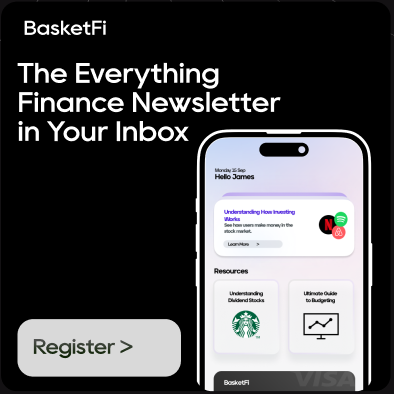 BasketFi
The Everything
Finance Newsletter
in Your Inbox
Monday 15 Sep
Hello James
Understanding How Investing
Works
See how users make money in the
stock market.
Learn More >
N
Resources
Understanding
Dividend Stocks
Ultimate Guide
to Budgeting
BasketFi
VISA
Register >